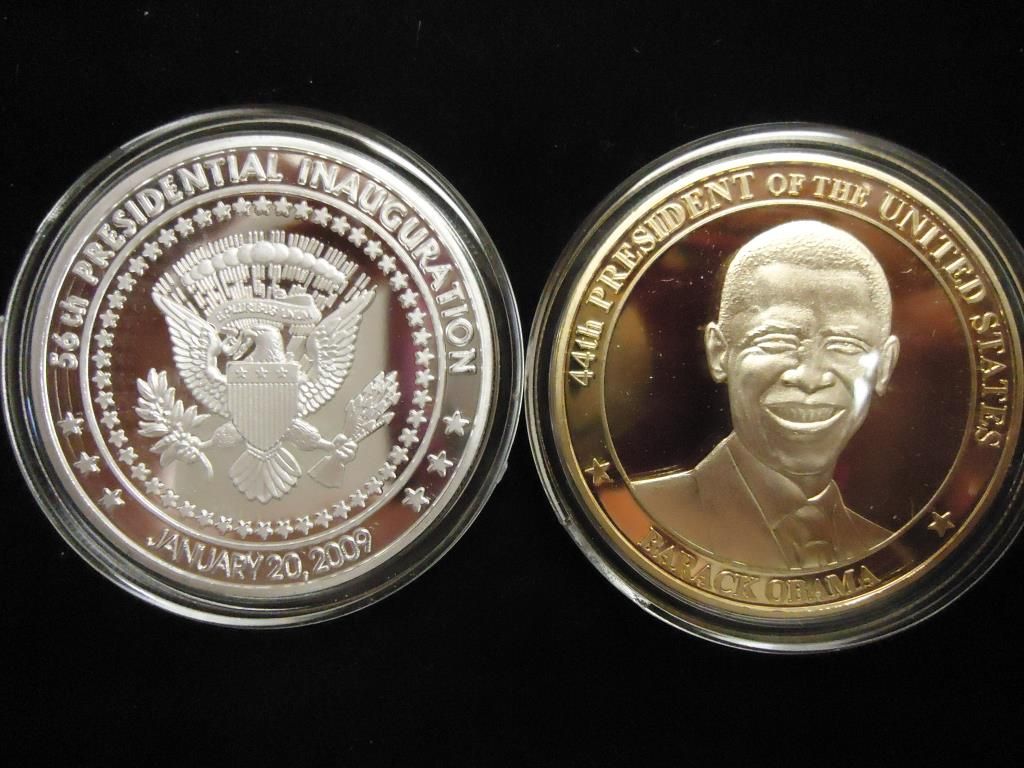 56th PRESIDENTIAL INAUGURATION
JANUARY 20, 2009
44th PRESIDENT OF THE UNITED STATES
BARACK OBAMA